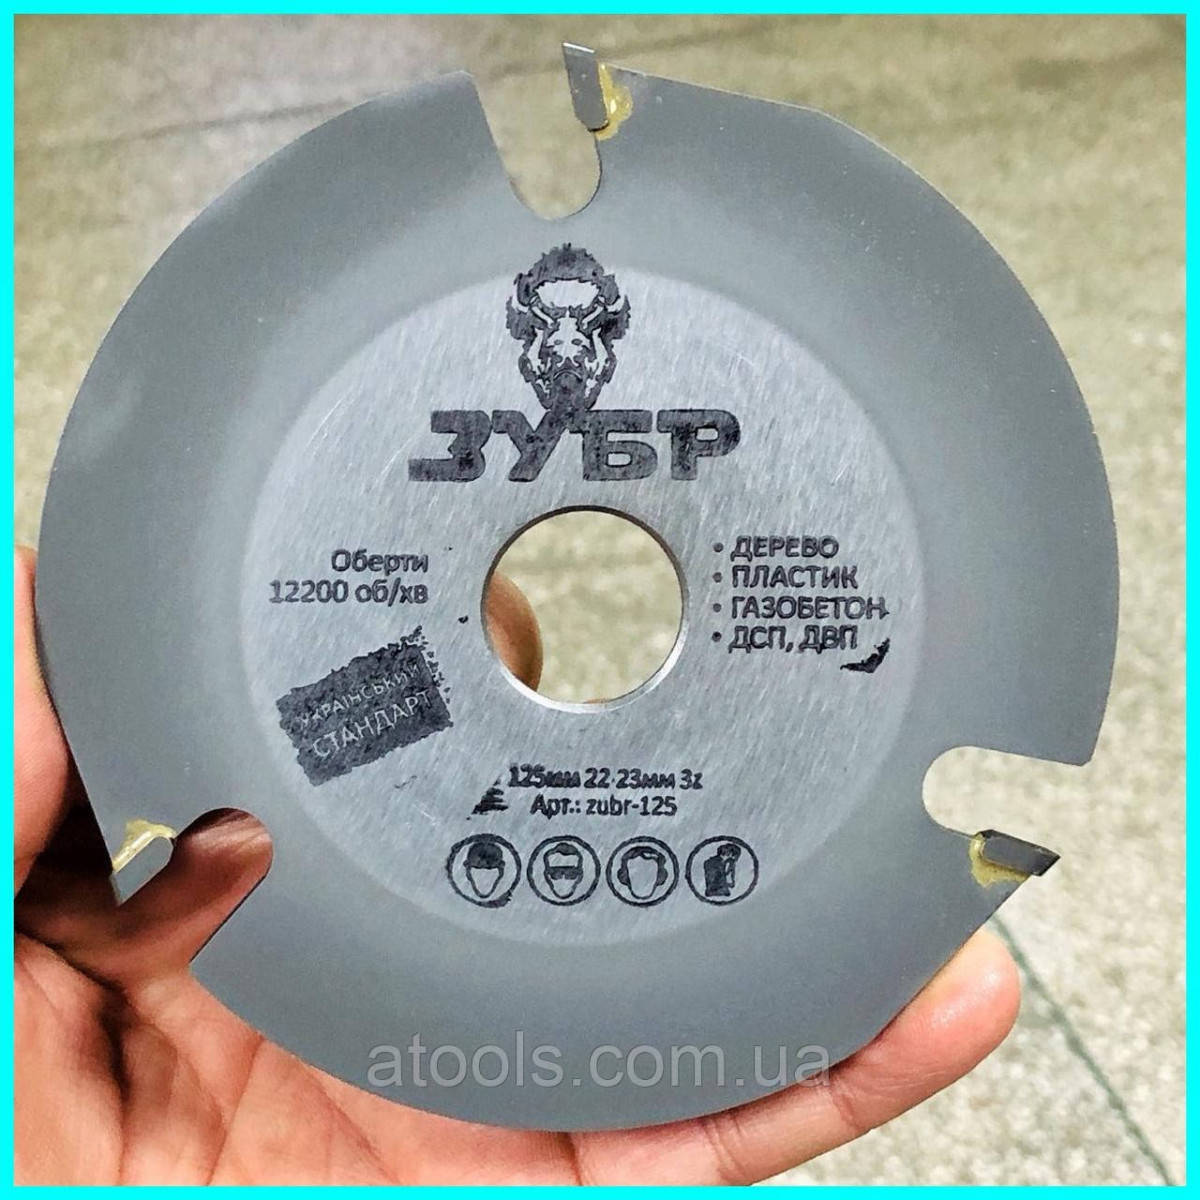 ЗУБР
Оберти
12200 об/хв
• ДЕРЕВО
• ПЛАСТИК
• ГАЗОБЕТОН
• ДСП, ДВП
УКРАЇНСЬКИЙ
СТАНДАРТ
125мм 22-23мм 3z
Арт.: zubr-125
atools.com.ua